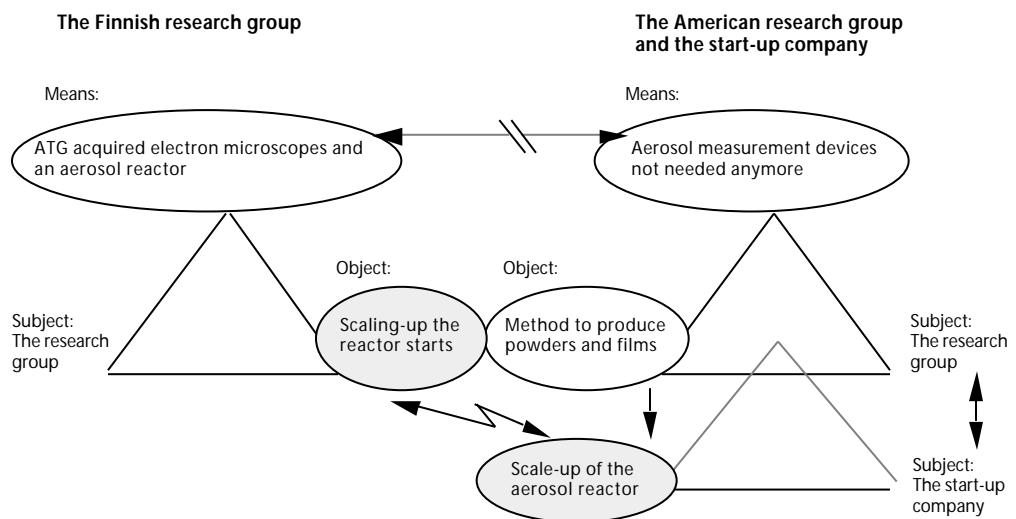 The Finnish research group
The American research group
and the start-up company
Means:
Means:
ATG acquired electron microscopes and
an aerosol reactor
Aerosol measurement devices
not needed anymore
Object:
Object:
Subject:
The research
group
Scaling-up the
reactor starts
Method to produce
powders and films
Subject:
The research
group
Scale-up of the
aerosol reactor
Subject:
The start-up
company